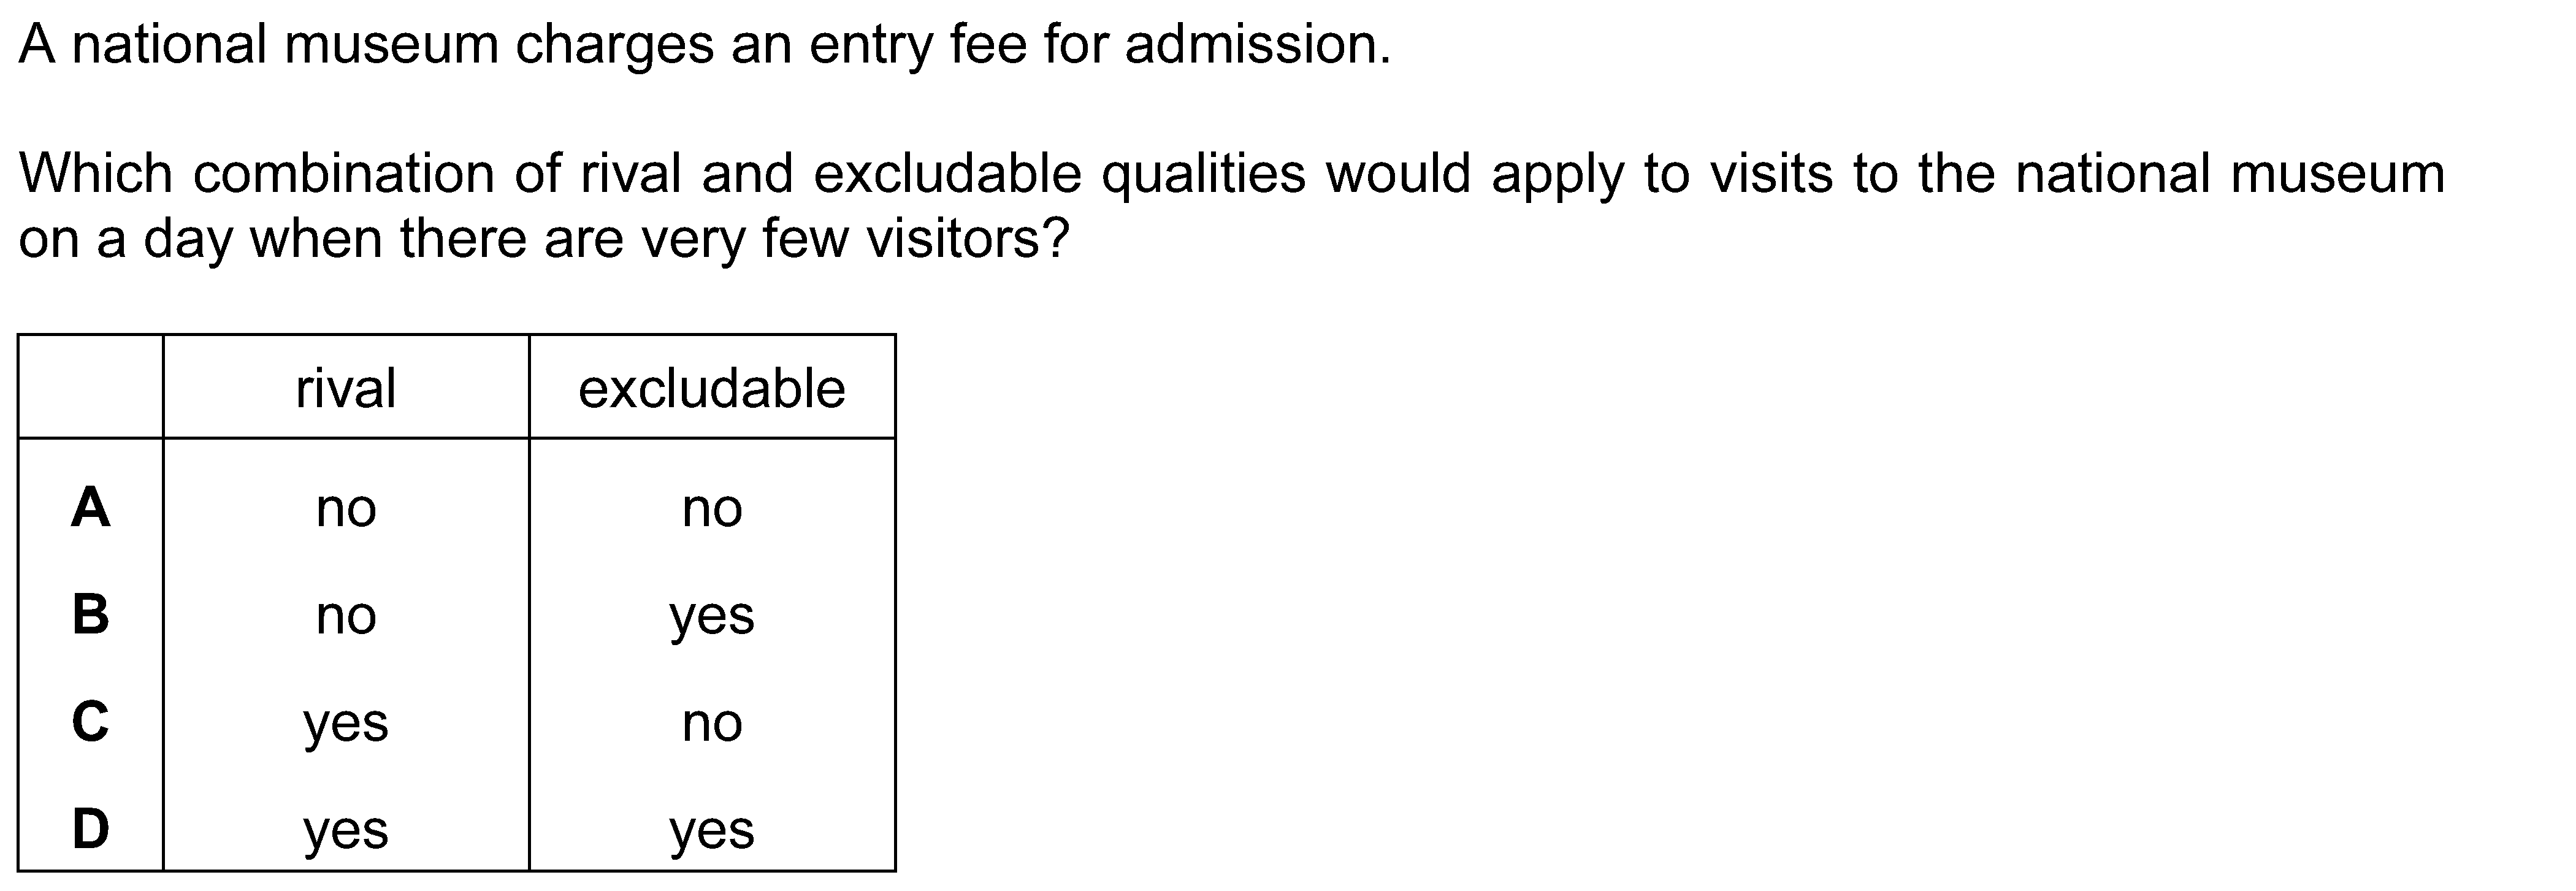 A national museum charges an entry fee for admission.
Which combination of rival and excludable qualities would apply to visits to the national museum
on a day when there are very few visitors?
rival excludable
A no no
B no yes
C yes no
D yes yes